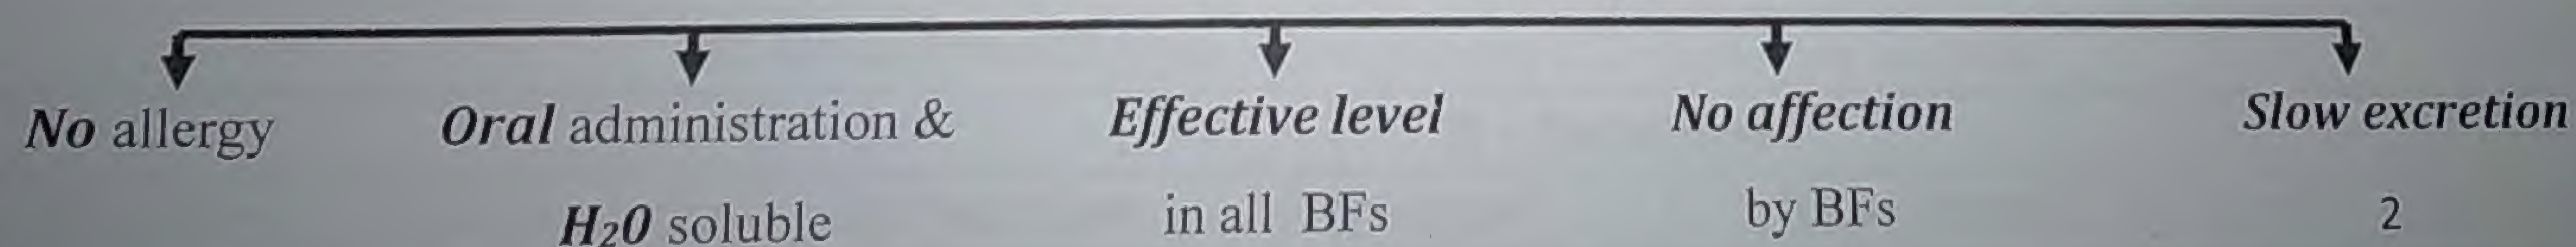 No allergy
Oral administration &
H₂O soluble
Effective level
in all BFs
No affection
by BFs
Slow excretion
2